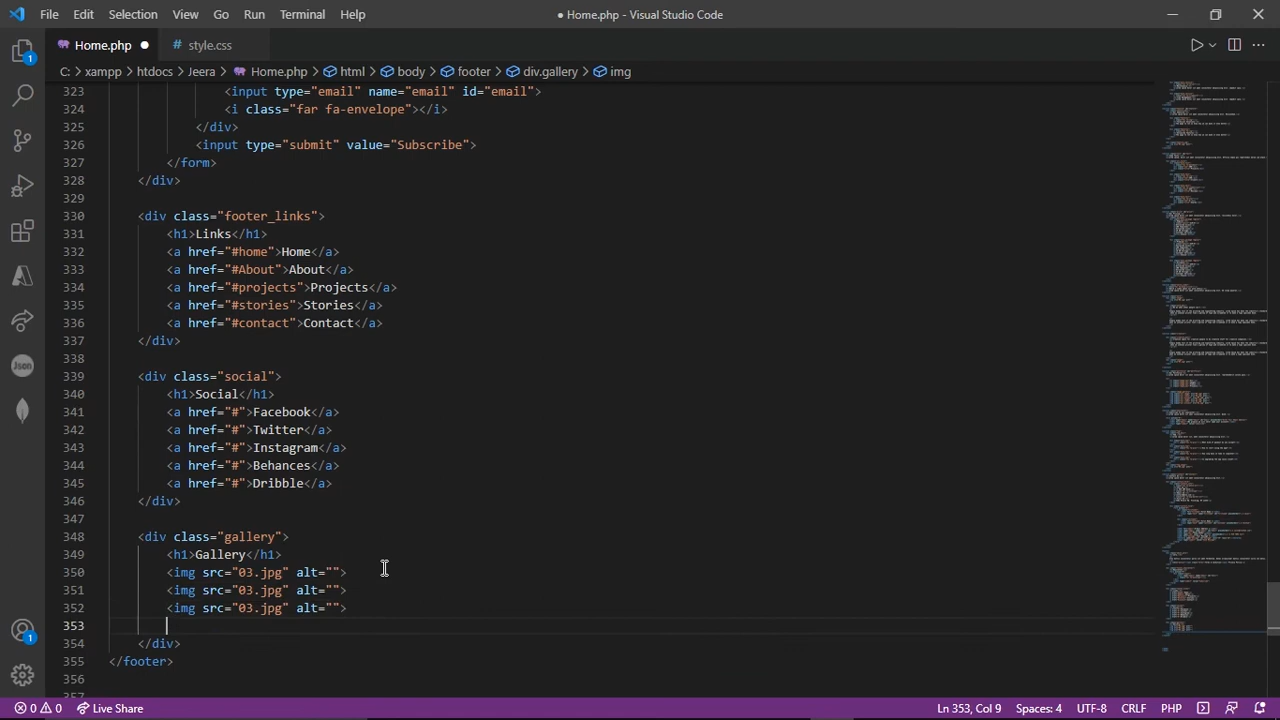 File Edit Selection View Go Run Terminal Help
● Home.php - Visual Studio Code
Home.php ●
style.css
C: > xampp > htdocs > Jeera > Home.php > html > body > footer > div.gallery > img
323 <input type="email" name="email" id="email">
324 <i class="far fa-envelope"></i>
325 </div>
326 <input type="submit" value="Subscribe">
327 </form>
328 </div>
329
330 <div class="footer_links">
331 <h1>Links</h1>
332 <a href="#home">Home</a>
333 <a href="#About">About</a>
334 <a href="#projects">Projects</a>
335 <a href="#stories">Stories</a>
336 <a href="#contact">Contact</a>
337 </div>
338
339 <div class="social">
340 <h1>Social</h1>
341 <a href="#">Facebook</a>
342 <a href="#">Twitter</a>
343 <a href="#">Instagram</a>
344 <a href="#">Behances</a>
345 <a href="#">Dribble</a>
346 </div>
347
348 <div class="gallery">
349 <h1>Gallery</h1>
350 <img src="03.jpg" alt="">
351 <img src="03.jpg" alt="">
352 <img src="03.jpg" alt="">
353
354 </div>
355 </footer>
356
357
Json
1
1
0 0 Live Share
Ln 353, Col 9 Spaces: 4 UTF-8 CRLF PHP